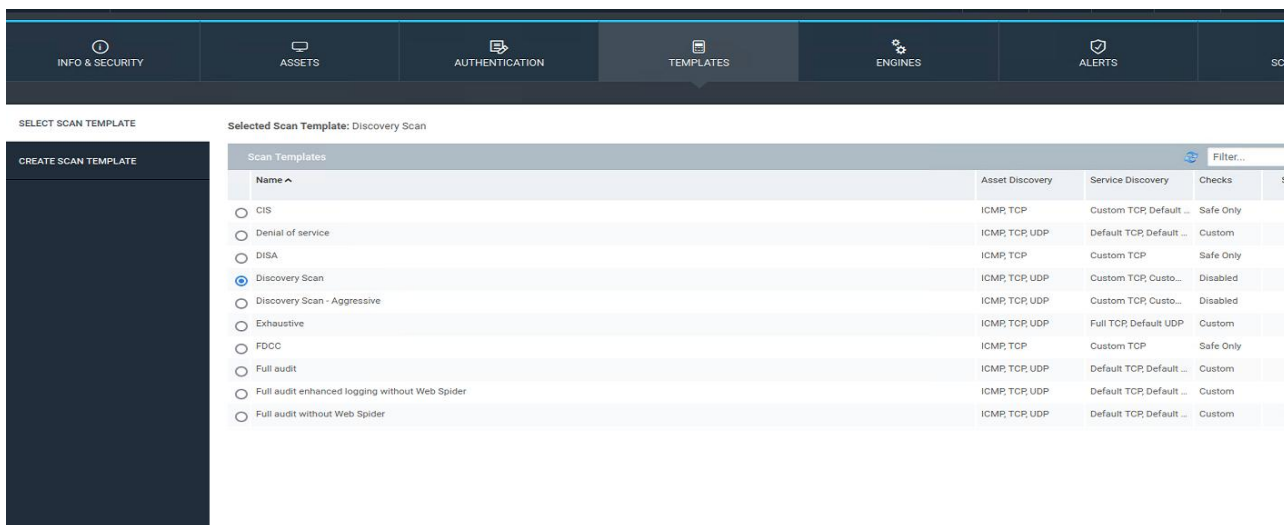 INFO & SECURITY ASSETS AUTHENTICATION TEMPLATES ENGINES ALERTS SC
SELECT SCAN TEMPLATE
CREATE SCAN TEMPLATE
Selected Scan Template: Discovery Scan
Scan Templates Filter...
Name Asset Discovery Service Discovery Checks S
CIS ICMP, TCP Custom TCP, Default ... Safe Only
Denial of service ICMP, TCP, UDP Default TCP, Default ... Custom
DISA ICMP, TCP Custom TCP Safe Only
Discovery Scan ICMP, TCP, UDP Custom TCP, Custo... Disabled
Discovery Scan - Aggressive ICMP, TCP, UDP Custom TCP, Custo... Disabled
Exhaustive ICMP, TCP, UDP Full TCP, Default UDP Custom
FDCC ICMP, TCP Custom TCP Safe Only
Full audit ICMP, TCP, UDP Default TCP, Default ... Custom
Full audit enhanced logging without Web Spider ICMP, TCP, UDP Default TCP, Default ... Custom
Full audit without Web Spider ICMP, TCP, UDP Default TCP, Default ... Custom